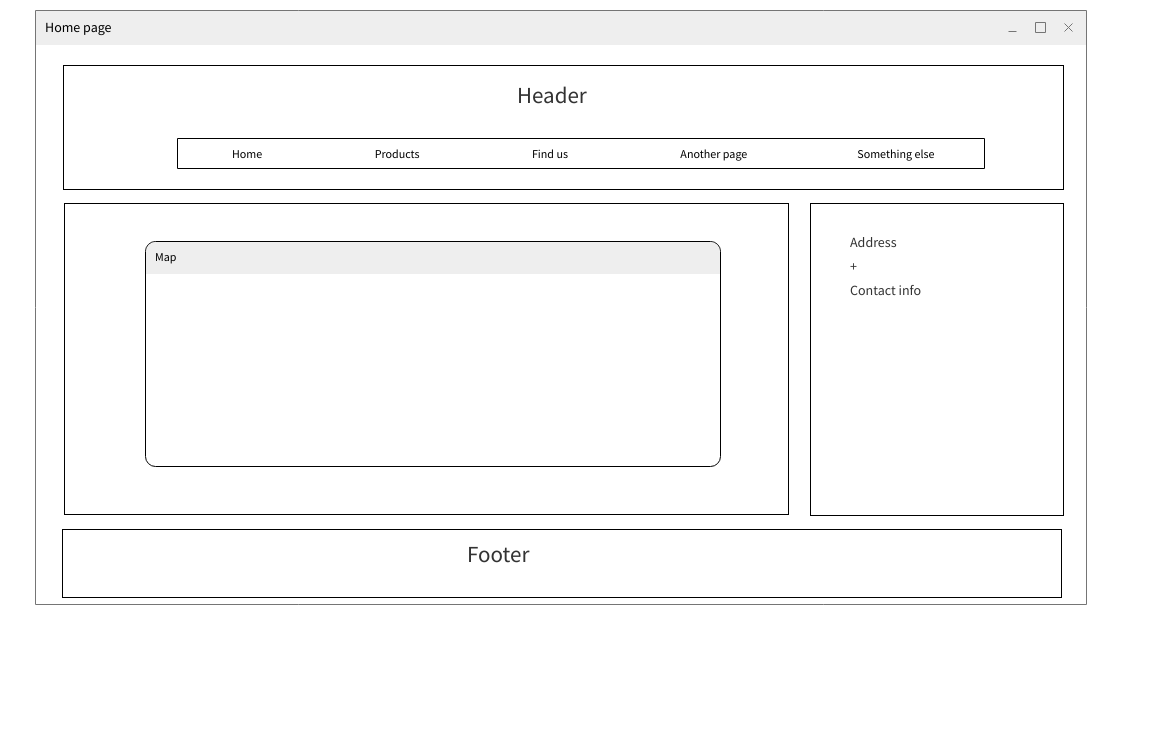 Home page
Header
Home Products Find us Another page Something else
Map
Address
+
Contact info
Footer